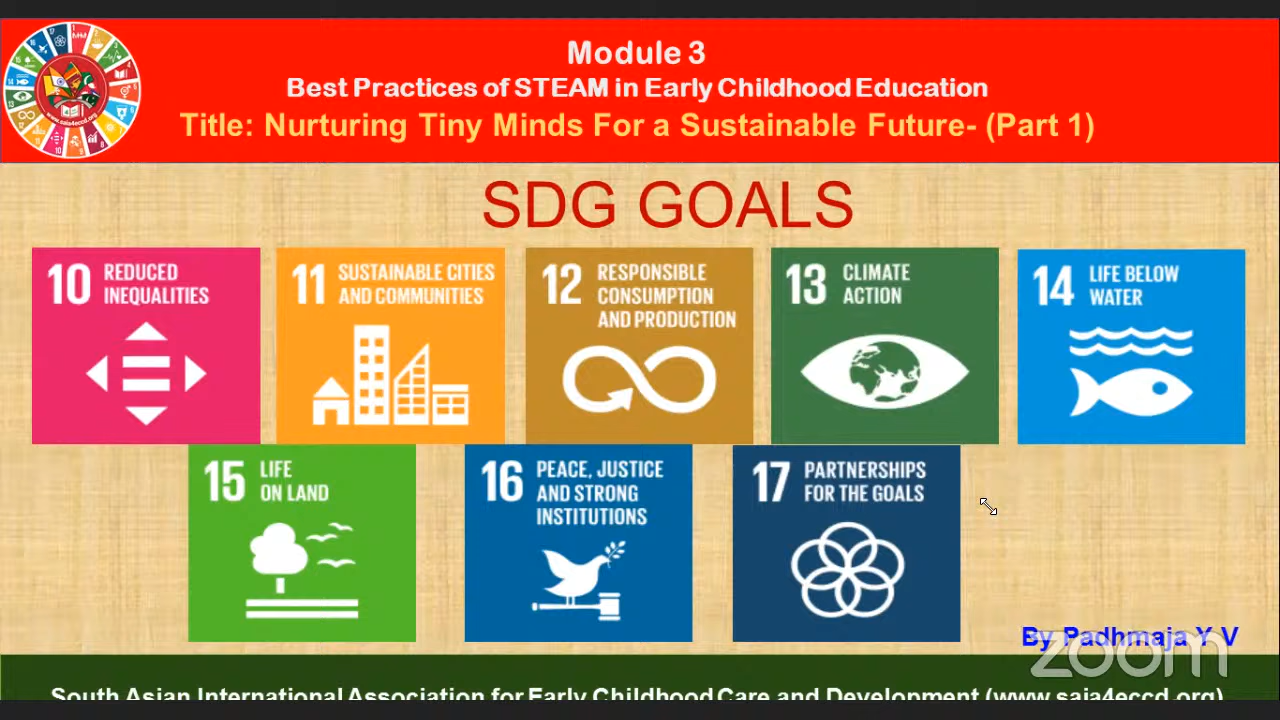 Module 3
Best Practices of STEAM in Early Childhood Education
Title: Nurturing Tiny Minds For a Sustainable Future- (Part 1)
www.saia4eccd.org
SDG GOALS
10 REDUCED
INEQUALITIES
11 SUSTAINABLE CITIES
AND COMMUNITIES
12 RESPONSIBLE
CONSUMPTION
AND PRODUCTION
13 CLIMATE
ACTION
14 LIFE BELOW
WATER
15 LIFE
ON LAND
16 PEACE, JUSTICE
AND STRONG
INSTITUTIONS
17 PARTNERSHIPS
FOR THE GOALS
By Padhmaja Y V
zoom
South Asian International Association for Early Childhood Care and Development (www.saia4eccd.org)